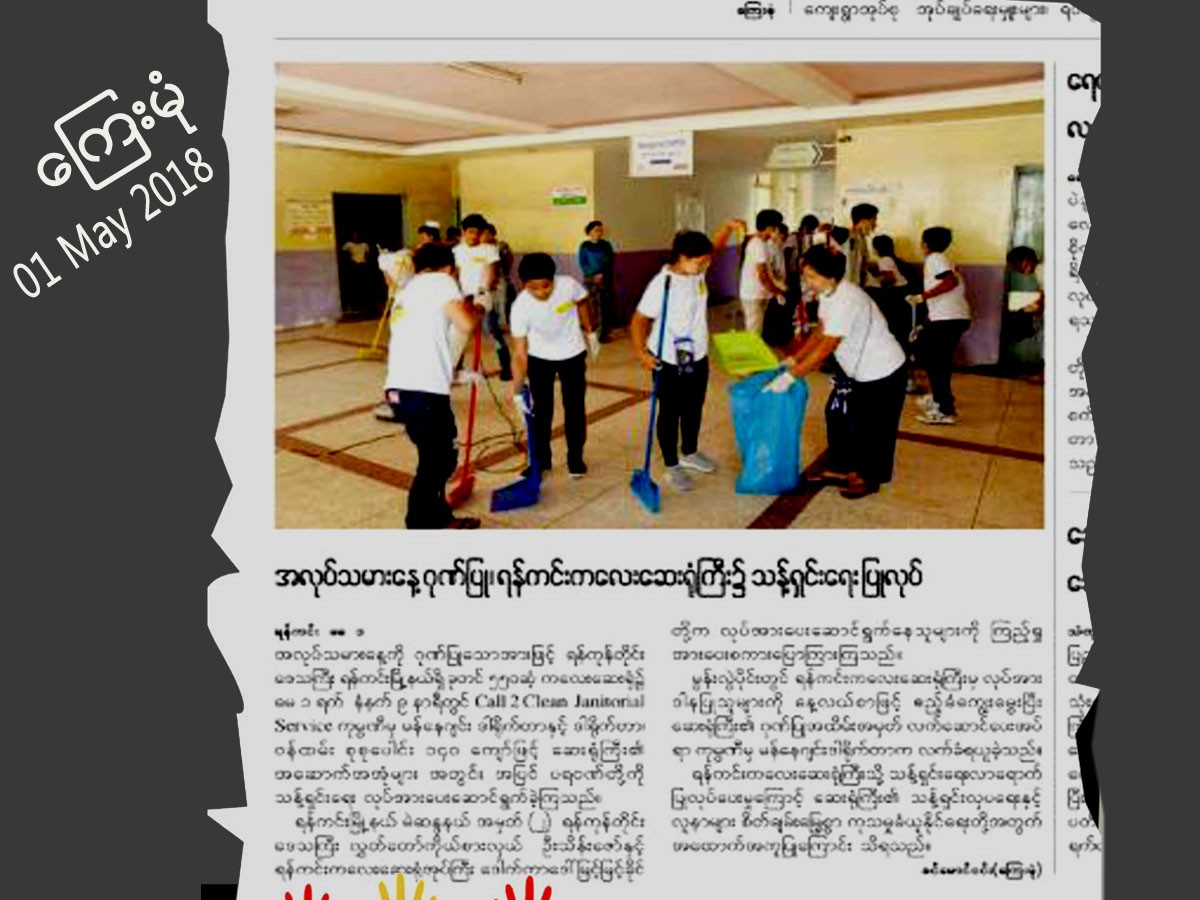 ကြေးမုံ
01 May 2018
ကြေးမုံ
ကျေးရွာအုပ်စု အုပ်ချုပ်ရေးမှူးများ၊
အလုပ်သမားနေ့ ဂုဏ်ပြု၊ ရန်ကင်းကလေးဆေးရုံကြီး၌ သန့်ရှင်းရေး ပြုလုပ်
ရန်ကင်း မေ ၁
အလုပ်သမားနေ့ကို ဂုဏ်ပြုသောအားဖြင့် ရန်ကုန်တိုင်း
ဒေသကြီး ရန်ကင်းမြို့နယ်ရှိ ခုတင် ၅၅၀ဆံ့ ကလေးဆေးရုံ၌
မေ ၁ ရက် နံနက် ၉ နာရီတွင် Call 2 Clean Janitorial
Service ကုမ္ပဏီမှ မန်နေဂျင်း ဒါရိုက်တာနှင့် ဒါရိုက်တာ၊
ဝန်ထမ်း စုစုပေါင်း ၁၄၀ ကျော်ဖြင့် ဆေးရုံကြီး၏
အဆောက်အအုံများ အတွင်း၊ အပြင် ပရဝဏ်တို့ကို
သန့်ရှင်းရေး လုပ်အားပေးဆောင်ရွက်ခဲ့ကြသည်။
ရန်ကင်းမြို့နယ် မဲဆန္ဒနယ် အမှတ် (၂) ရန်ကုန်တိုင်း
ဒေသကြီး လွှတ်တော်ကိုယ်စားလှယ် ဦးသိန်းဇော်နှင့်
ရန်ကင်းကလေးဆေးရုံအုပ်ကြီး ဒေါက်တာဒေါ်မြင့်မြင့်ခိုင်
တို့က လုပ်အားပေးဆောင်ရွက်နေသူများကို ကြည့်ရှု
အားပေးစကားပြောကြားကြသည်။
မွန်းလွဲပိုင်းတွင် ရန်ကင်းကလေးဆေးရုံကြီးမှ လုပ်အား
ဒါနပြုသူများကို နေ့လယ်စာဖြင့် ဧည့်ခံကျွေးမွေးပြီး
ဆေးရုံကြီး၏ ဂုဏ်ပြုအထိမ်းအမှတ် လက်ဆောင်ပေးအပ်
ရာ ကုမ္ပဏီမှ မန်နေဂျင်းဒါရိုက်တာက လက်ခံရယူခဲ့သည်။
ရန်ကင်းကလေးဆေးရုံကြီးသို့ သန့်ရှင်းရေးလာရောက်
ပြုလုပ်ပေးမှုကြောင့် ဆေးရုံကြီး၏ သန့်ရှင်းလှပရေးနှင့်
လူနာများ စိတ်ချမ်းမြေ့စွာ ကုသမှုခံယူနိုင်ရေးတို့အတွက်
အထောက်အကူပြုကြောင်း သိရသည်။